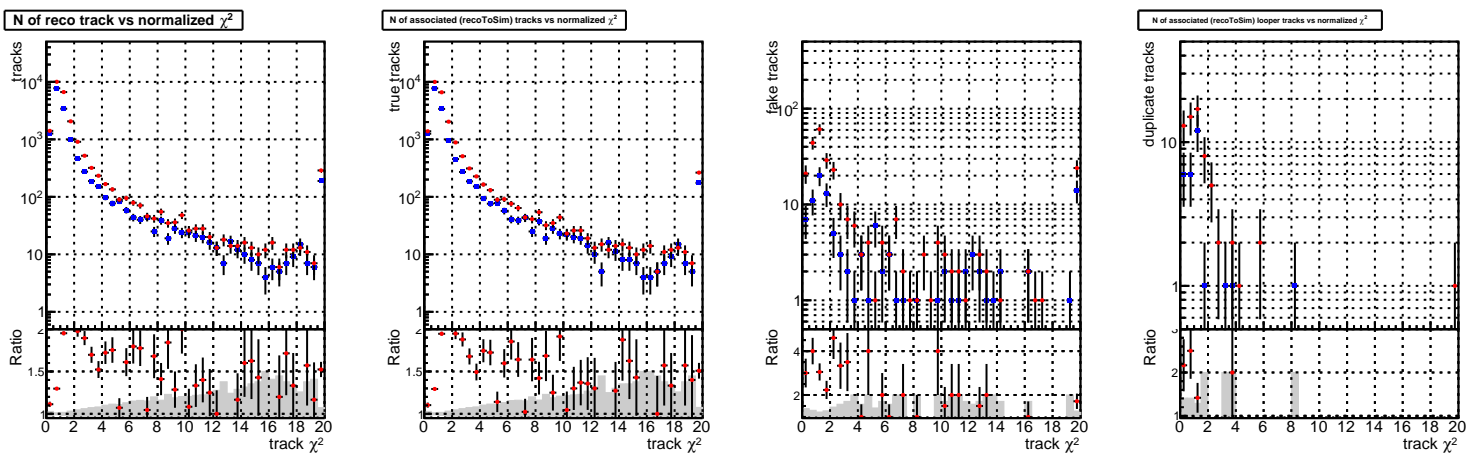 N of reco track vs normalized χ²
tracks
10⁴
10³
10²
10
1
Ratio
2
1.5
1
0 2 4 6 8 10 12 14 16 18 20
track χ²
N of associated (recoToSim) tracks vs normalized χ²
true tracks
10⁴
10³
10²
10
1
Ratio
2
1.5
1
0 2 4 6 8 10 12 14 16 18 20
track χ²
fake tracks
10²
10
1
Ratio
4
2
0 2 4 6 8 10 12 14 16 18 20
track χ²
N of associated (recoToSim) looper tracks vs normalized χ²
duplicate tracks
10
1
Ratio
3
2
1
0 2 4 6 8 10 12 14 16 18 20
track χ²